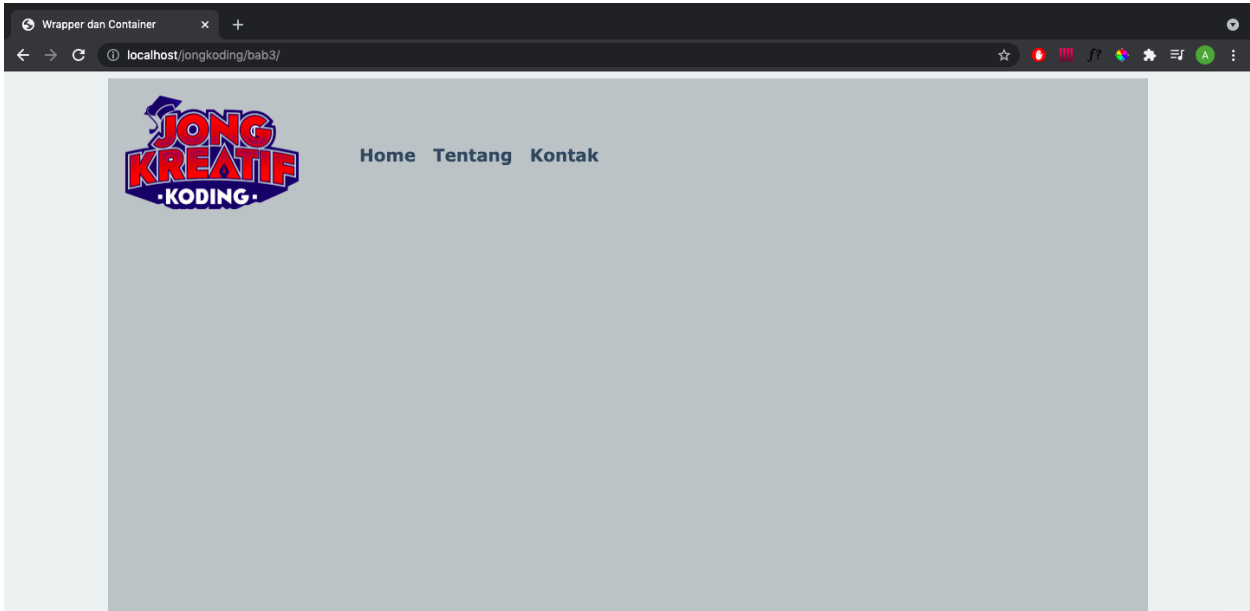 Wrapper dan Container
localhost/jongkoding/bab3/
f?
A
JONG
KREATIF
·KODING·
Home Tentang Kontak